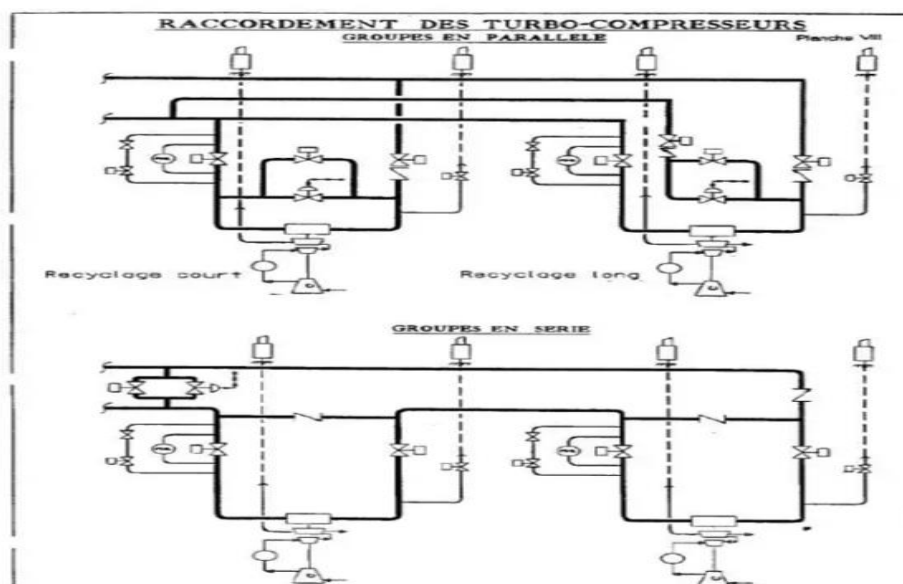 RACCORDEMENT DES TURBO-COMPRESSEURS
GROUPES EN PARALLELE
Planche VIII
Recyclage court
Recyclage long
GROUPES EN SERIE